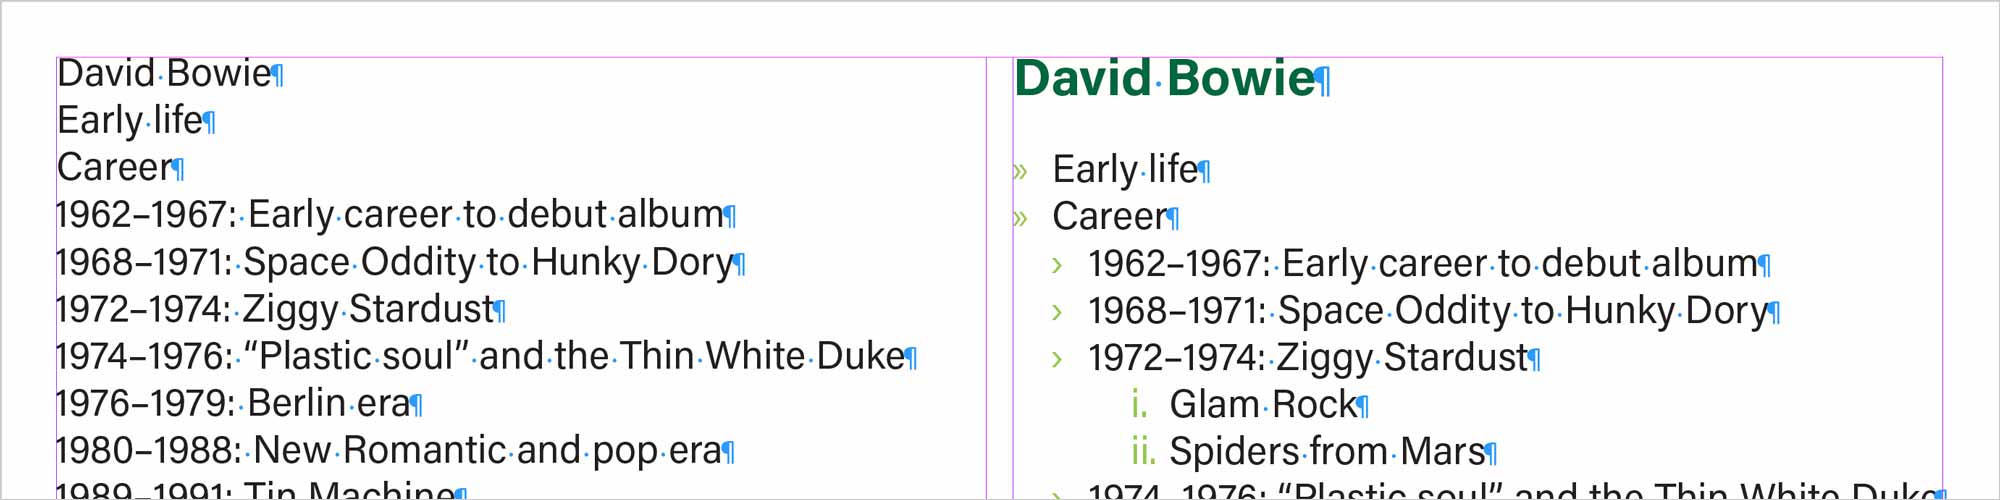 David Bowie¶
Early life¶
Career¶
1962–1967: Early career to debut album¶
1968–1971: Space Oddity to Hunky Dory¶
1972–1974: Ziggy Stardust¶
1974–1976: “Plastic soul” and the Thin White Duke¶
1976–1979: Berlin era¶
1980–1988: New Romantic and pop era¶
1989–1991: Tin Machine¶
David Bowie¶
» Early life¶
» Career¶
› 1962–1967: Early career to debut album¶
› 1968–1971: Space Oddity to Hunky Dory¶
› 1972–1974: Ziggy Stardust¶
i. Glam Rock¶
ii. Spiders from Mars¶
› 1974–1976: “Plastic soul” and the Thin White Duke¶